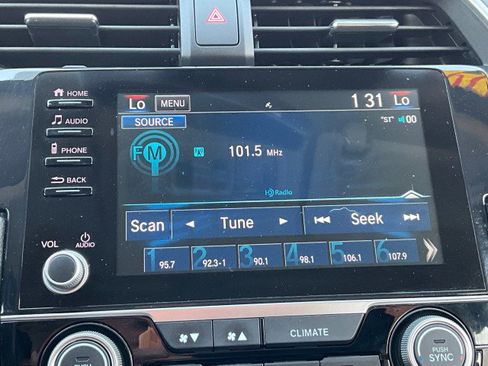 HOME
AUDIO
PHONE
BACK
VOL AUDIO
Lo MENU 1 31 Lo
SOURCE "ST" 00
FM 101.5 MHz
HD Radio
Scan ◄ Tune ► Seek
1 95.7 2 92.3-1 3 90.1 4 98.1 5 106.1 6 107.9
CLIMATE
PUSH PUSH
SYNC